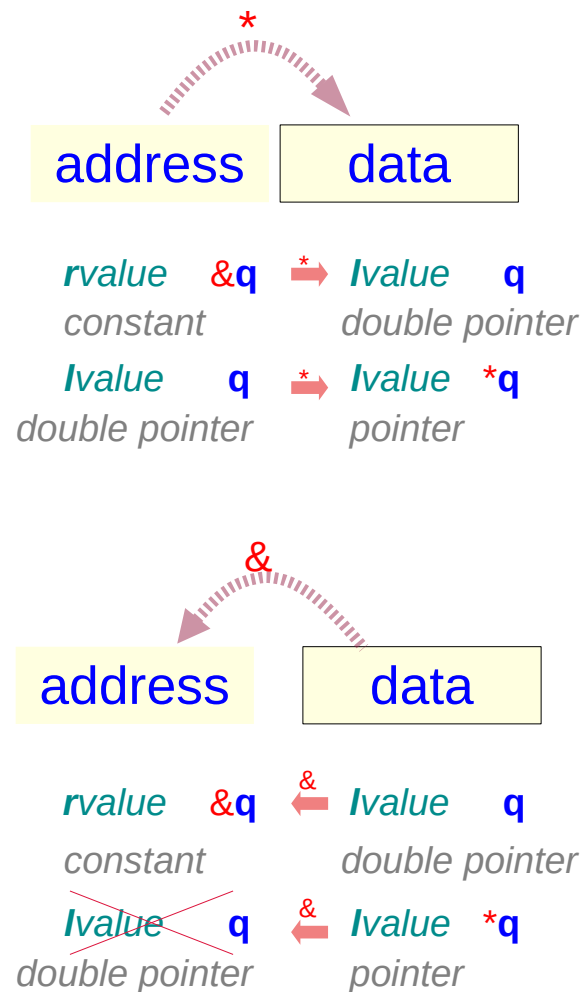 *
address data
rvalue &q * lvalue q
constant double pointer
lvalue q * lvalue *q
double pointer pointer
&
address data
rvalue &q & lvalue q
constant double pointer
lvalue q & lvalue *q
double pointer pointer